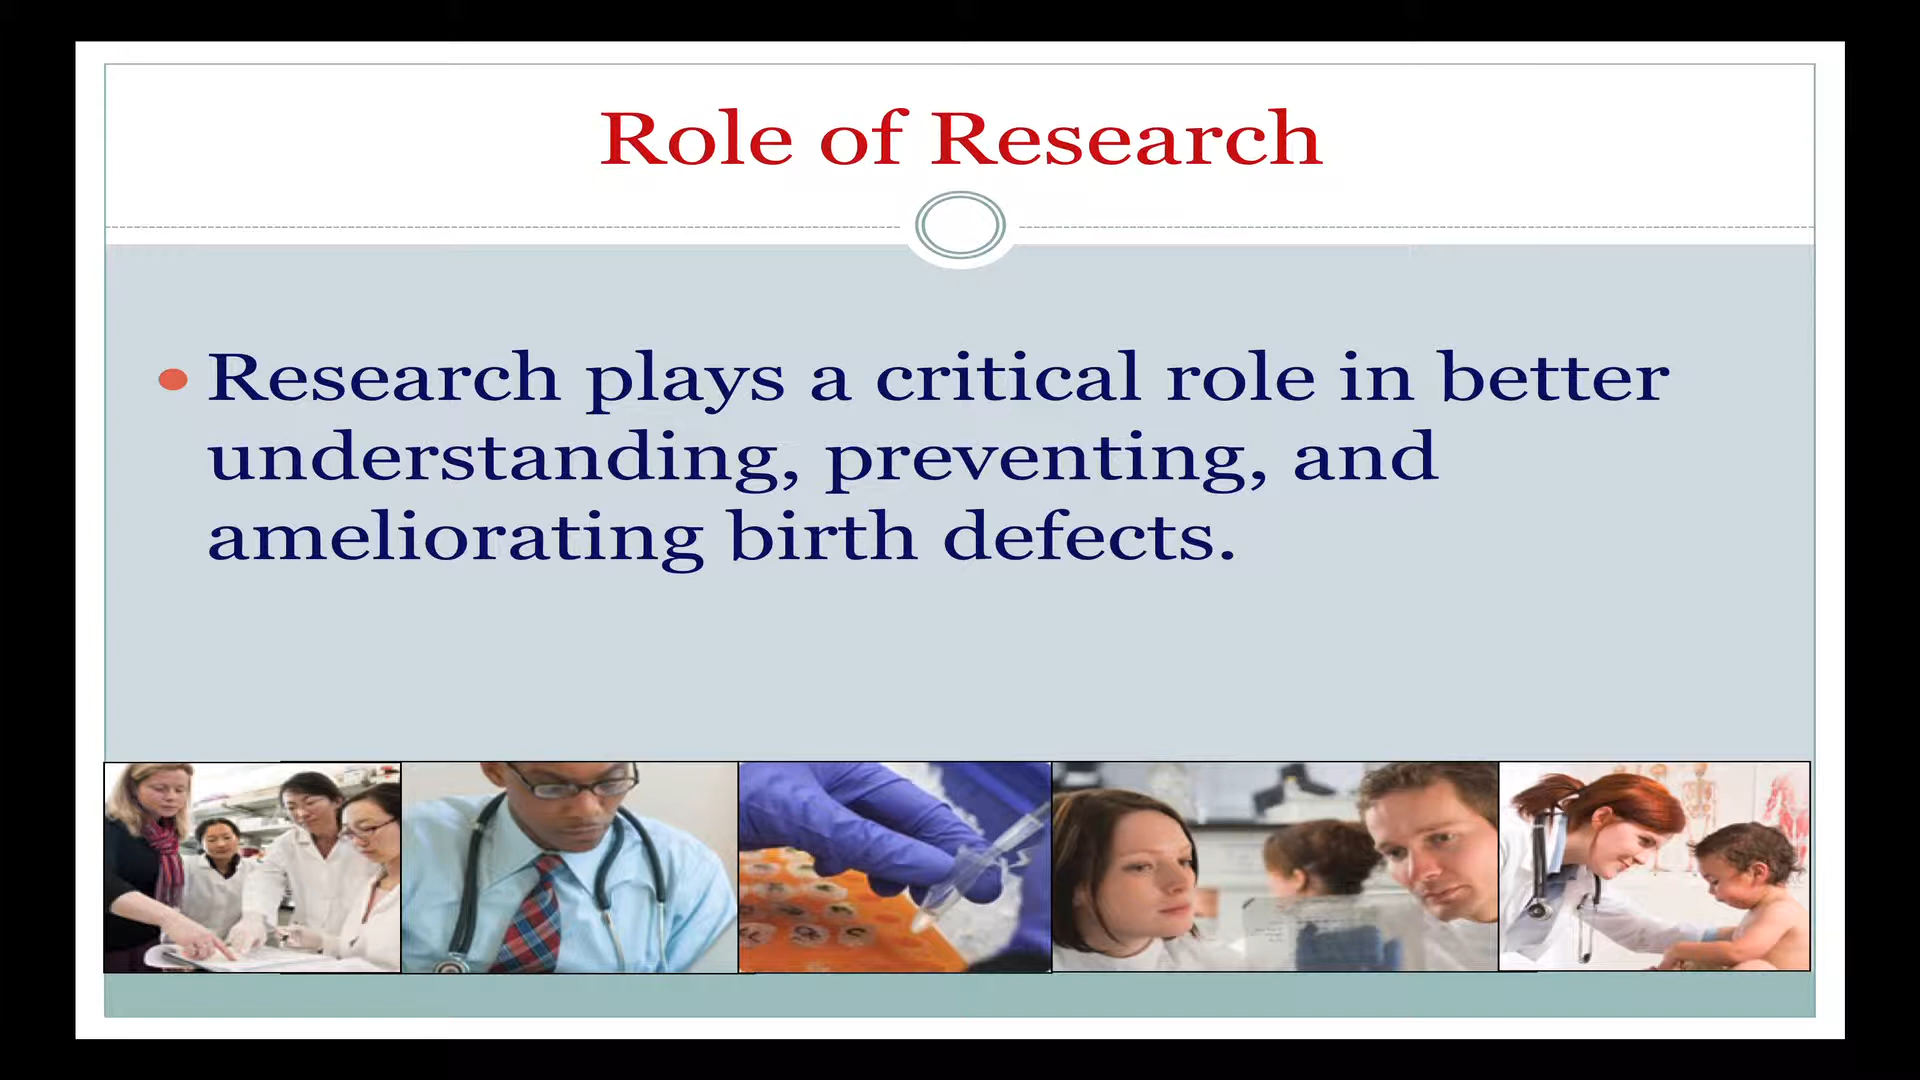 Role of Research
• Research plays a critical role in better
understanding, preventing, and
ameliorating birth defects.